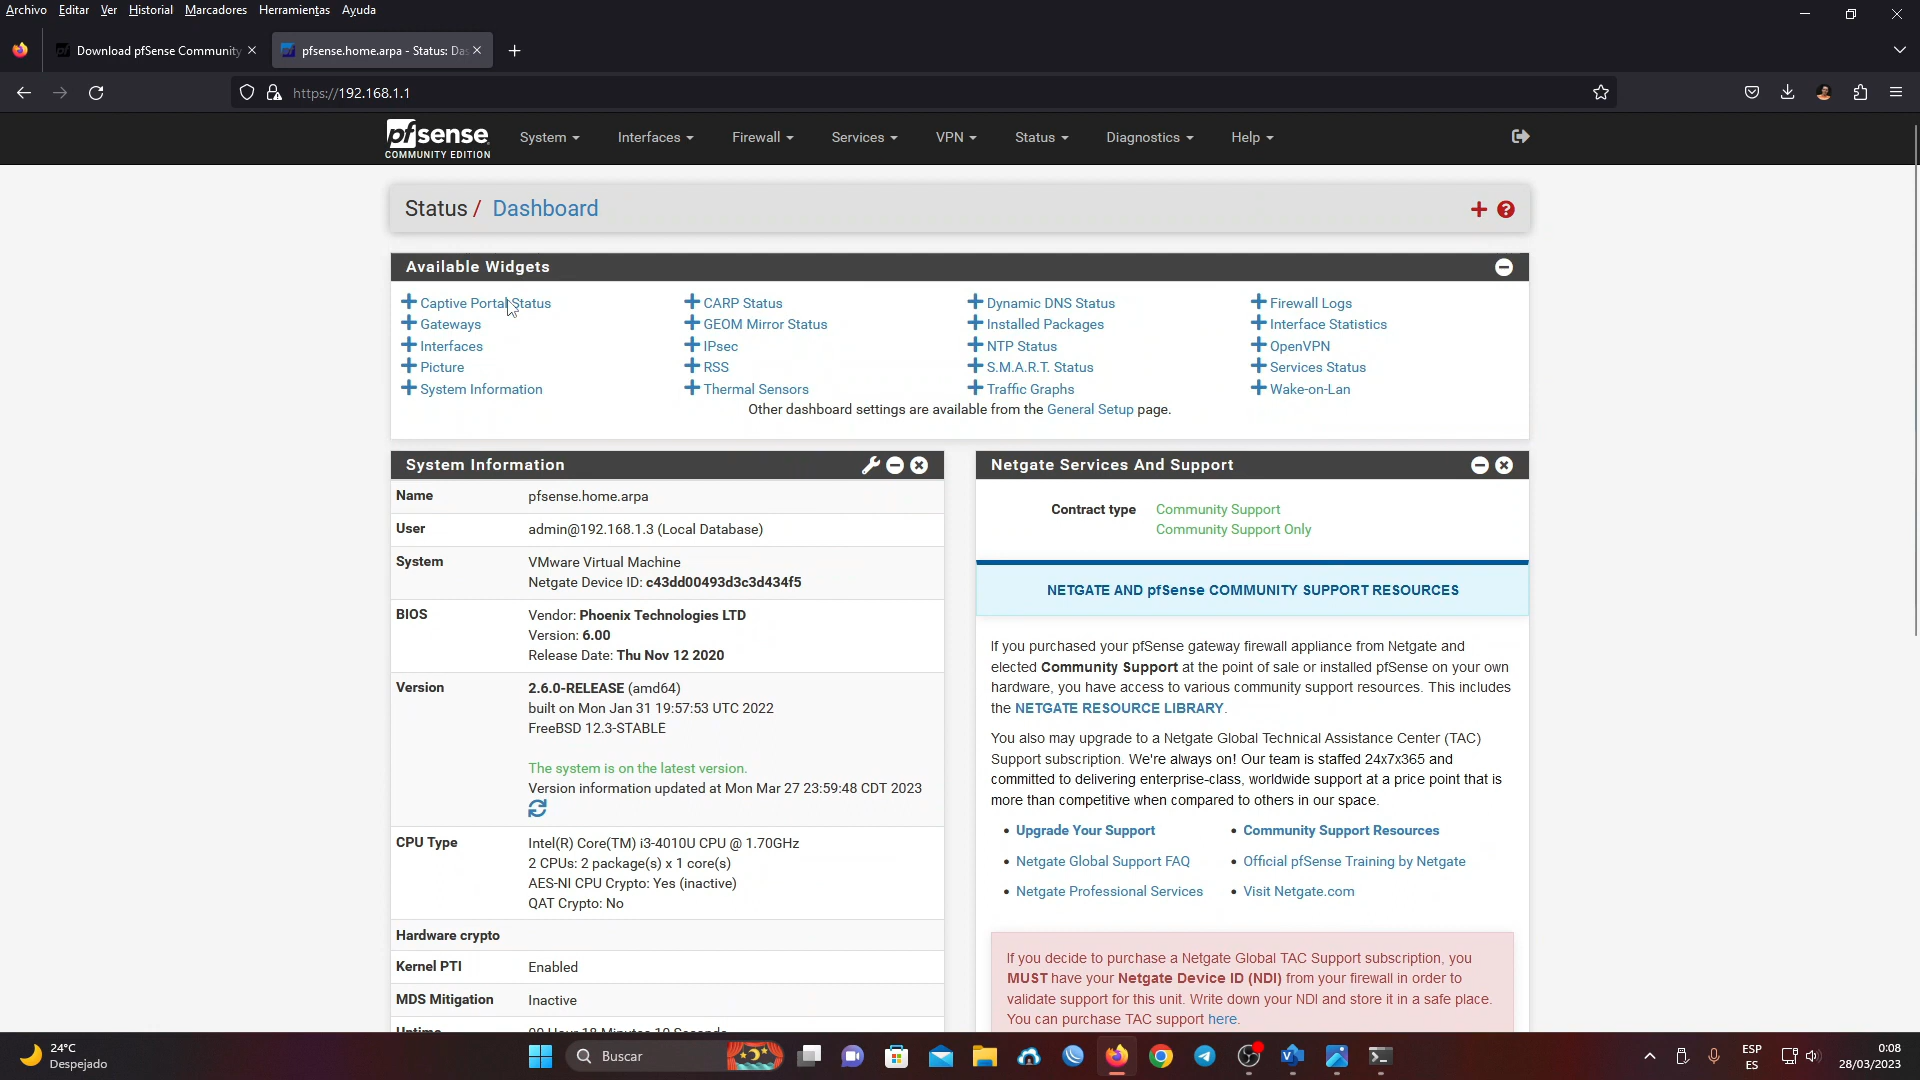 Archivo Editar Ver Historial Marcadores Herramientas Ayuda
Download pfSense Community
pfsense.home.arpa - Status: Das
https://192.168.1.1
pfsense
COMMUNITY EDITION
System Interfaces Firewall Services VPN Status Diagnostics Help
Status / Dashboard
Available Widgets
Captive Portal Status CARP Status Dynamic DNS Status Firewall Logs
Gateways GEOM Mirror Status Installed Packages Interface Statistics
Interfaces IPsec NTP Status OpenVPN
Picture RSS S.M.A.R.T. Status Services Status
System Information Thermal Sensors Traffic Graphs Wake-on-Lan
Other dashboard settings are available from the General Setup page.
System Information
Name pfsense.home.arpa
User admin@192.168.1.3 (Local Database)
System VMware Virtual Machine
Netgate Device ID: c43dd00493d3c3d434f5
BIOS Vendor: Phoenix Technologies LTD
Version: 6.00
Release Date: Thu Nov 12 2020
Version 2.6.0-RELEASE (amd64)
built on Mon Jan 31 19:57:53 UTC 2022
FreeBSD 12.3-STABLE
The system is on the latest version.
Version information updated at Mon Mar 27 23:59:48 CDT 2023
CPU Type Intel(R) Core(TM) i3-4010U CPU @ 1.70GHz
2 CPUs: 2 package(s) x 1 core(s)
AES-NI CPU Crypto: Yes (inactive)
QAT Crypto: No
Hardware crypto
Kernel PTI Enabled
MDS Mitigation Inactive
Netgate Services And Support
Contract type Community Support
Community Support Only
NETGATE AND pfSense COMMUNITY SUPPORT RESOURCES
If you purchased your pfSense gateway firewall appliance from Netgate and
elected Community Support at the point of sale or installed pfSense on your own
hardware, you have access to various community support resources. This includes
the NETGATE RESOURCE LIBRARY.
You also may upgrade to a Netgate Global Technical Assistance Center (TAC)
Support subscription. We're always on! Our team is staffed 24x7x365 and
committed to delivering enterprise-class, worldwide support at a price point that is
more than competitive when compared to others in our space.
Upgrade Your Support Community Support Resources
Netgate Global Support FAQ Official pfSense Training by Netgate
Netgate Professional Services Visit Netgate.com
If you decide to purchase a Netgate Global TAC Support subscription, you
MUST have your Netgate Device ID (NDI) from your firewall in order to
validate support for this unit. Write down your NDI and store it in a safe place.
You can purchase TAC support here.
24°C
Despejado
Buscar
ESP
ES
0:08
28/03/2023